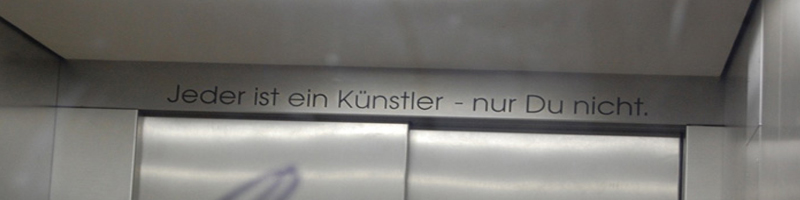 Jeder ist ein Künstler - nur Du nicht.